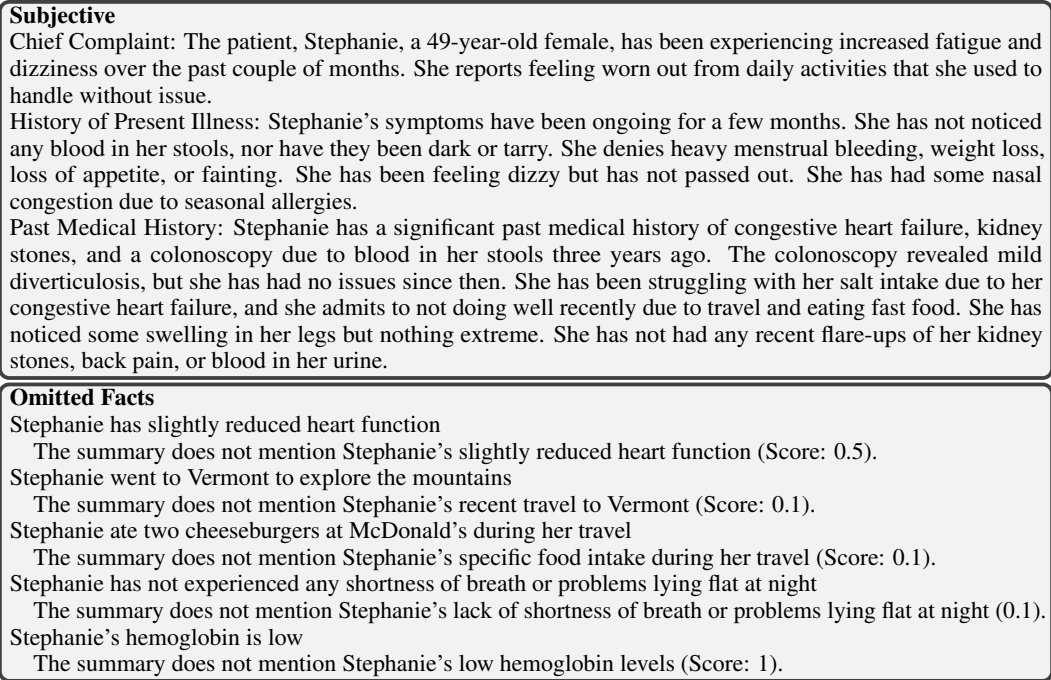 Subjective
Chief Complaint: The patient, Stephanie, a 49-year-old female, has been experiencing increased fatigue and
dizziness over the past couple of months. She reports feeling worn out from daily activities that she used to
handle without issue.
History of Present Illness: Stephanie's symptoms have been ongoing for a few months. She has not noticed
any blood in her stools, nor have they been dark or tarry. She denies heavy menstrual bleeding, weight loss,
loss of appetite, or fainting. She has been feeling dizzy but has not passed out. She has had some nasal
congestion due to seasonal allergies.
Past Medical History: Stephanie has a significant past medical history of congestive heart failure, kidney
stones, and a colonoscopy due to blood in her stools three years ago. The colonoscopy revealed mild
diverticulosis, but she has had no issues since then. She has been struggling with her salt intake due to her
congestive heart failure, and she admits to not doing well recently due to travel and eating fast food. She has
noticed some swelling in her legs but nothing extreme. She has not had any recent flare-ups of her kidney
stones, back pain, or blood in her urine.
Omitted Facts
Stephanie has slightly reduced heart function
The summary does not mention Stephanie's slightly reduced heart function (Score: 0.5).
Stephanie went to Vermont to explore the mountains
The summary does not mention Stephanie's recent travel to Vermont (Score: 0.1).
Stephanie ate two cheeseburgers at McDonald's during her travel
The summary does not mention Stephanie's specific food intake during her travel (Score: 0.1).
Stephanie has not experienced any shortness of breath or problems lying flat at night
The summary does not mention Stephanie's lack of shortness of breath or problems lying flat at night (0.1).
Stephanie's hemoglobin is low
The summary does not mention Stephanie's low hemoglobin levels (Score: 1).